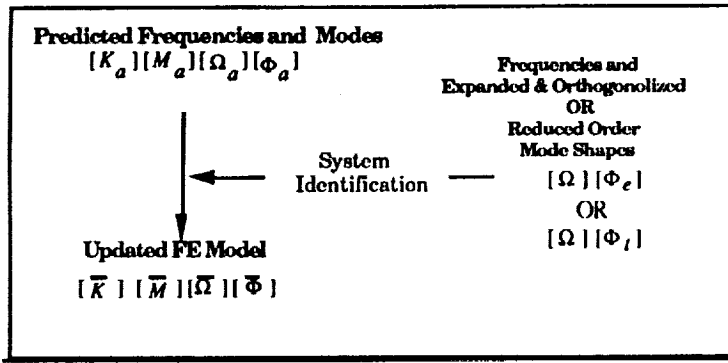 Predicted Frequencies and Modes
[K_a][M_a][Ω_a][Φ_a]
Frequencies and
Expanded & Orthogonolized
OR
Reduced Order
Mode Shapes
[Ω][Φ_e]
OR
[Ω][Φ_t]
System
Identification
Updated FE Model
[K̅] [M̅][Ω̅][Φ̅]